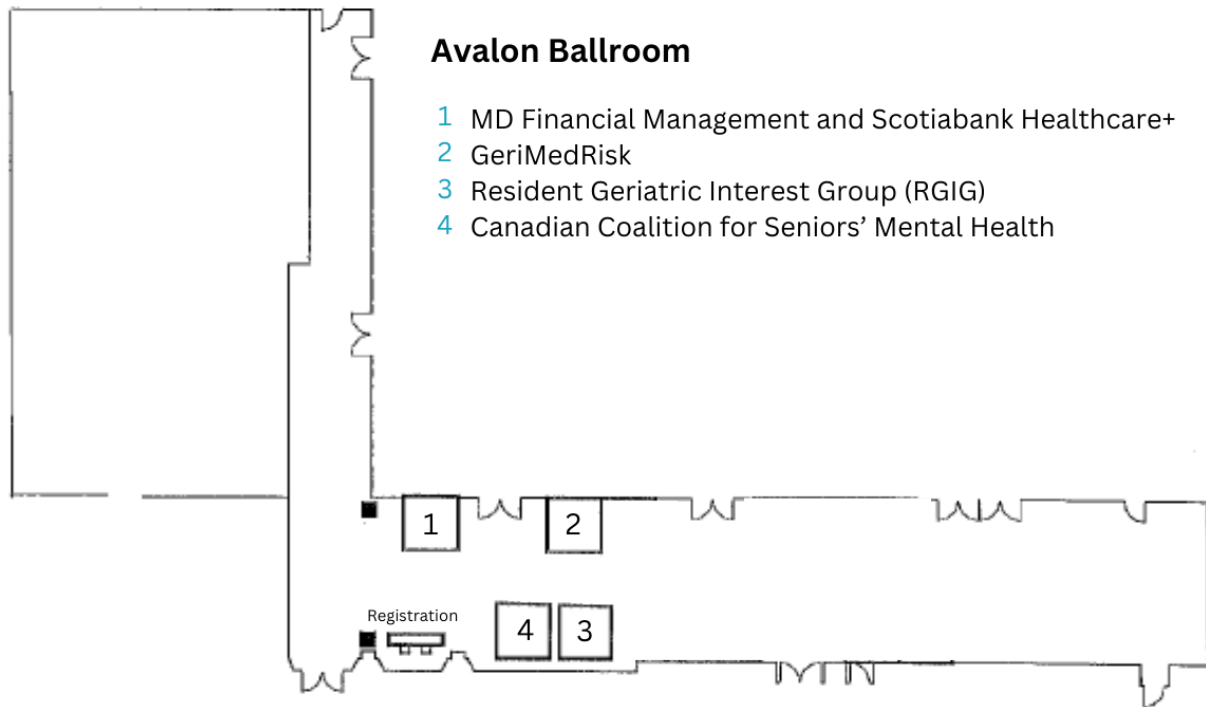 Avalon Ballroom
1 MD Financial Management and Scotiabank Healthcare+
2 GeriMedRisk
3 Resident Geriatric Interest Group (RGIG)
4 Canadian Coalition for Seniors’ Mental Health
1
2
Registration
4
3